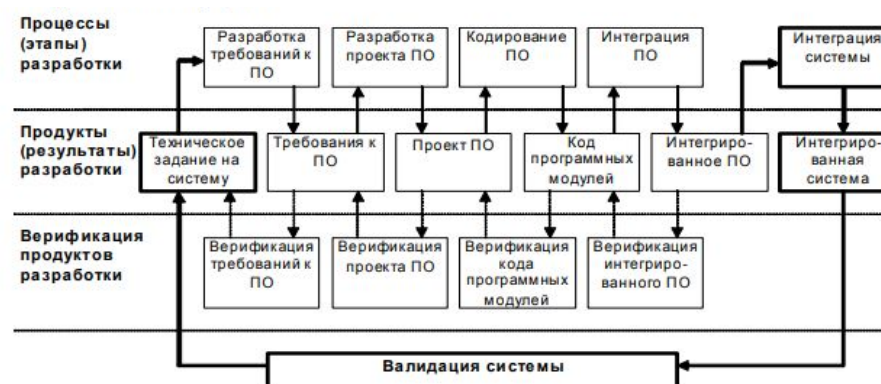 Процессы
(этапы)
разработки
Разработка
требований к
ПО
Разработка
проекта ПО
Кодирование
ПО
Интеграция
ПО
Интеграция
системы
Продукты
(результаты)
разработки
Техническое
задание на
систему
Требования к
ПО
Проект ПО
Код
программных
модулей
Интегриро-
ванное ПО
Интегриро-
ванная
система
Верификация
продуктов
разработки
Верификация
требований к
ПО
Верификация
проекта ПО
Верификация
кода
программных
модулей
Верификация
интегриро-
ванного ПО
Валидация системы